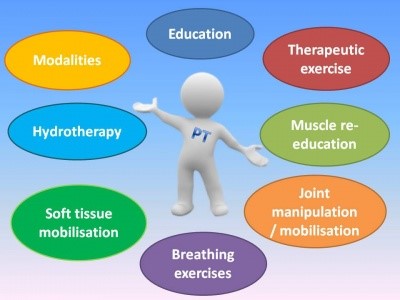 Education
Modalities
Therapeutic
exercise
Hydrotherapy
PT
Muscle re-
education
Soft tissue
mobilisation
Joint
manipulation
/ mobilisation
Breathing
exercises